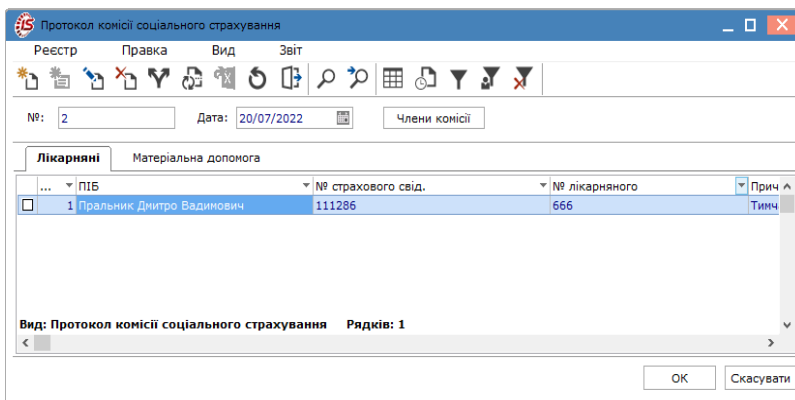 Протокол комісії соціального страхування
Реєстр Правка Вид Звіт
№: 2 Дата: 20/07/2022 Члени комісії
Лікарняні Матеріальна допомога
... ПІБ № страхового свід. № лікарняного Прич
1 Пральник Дмитро Вадимович 111286 666 Тимч
Вид: Протокол комісії соціального страхування Рядків: 1
OK Скасувати